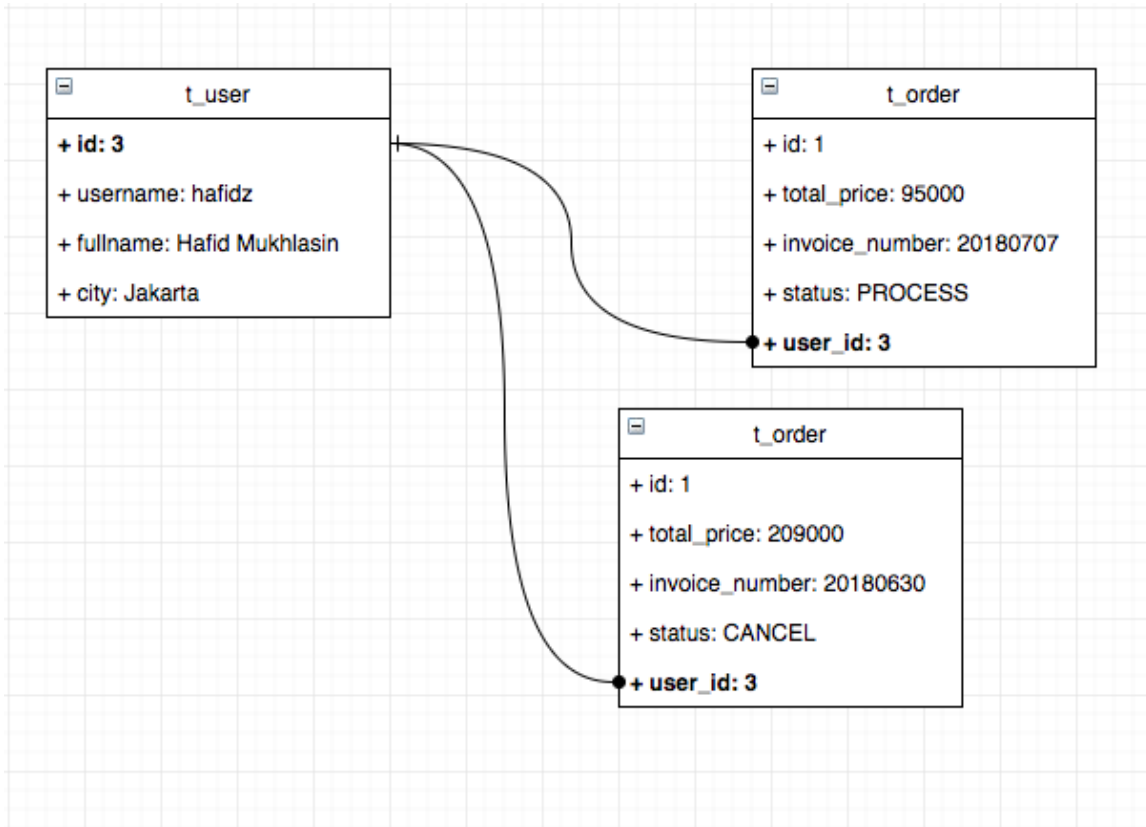 t_user
+ id: 3
+ username: hafidz
+ fullname: Hafid Mukhlasin
+ city: Jakarta
t_order
+ id: 1
+ total_price: 95000
+ invoice_number: 20180707
+ status: PROCESS
+ user_id: 3
t_order
+ id: 1
+ total_price: 209000
+ invoice_number: 20180630
+ status: CANCEL
+ user_id: 3